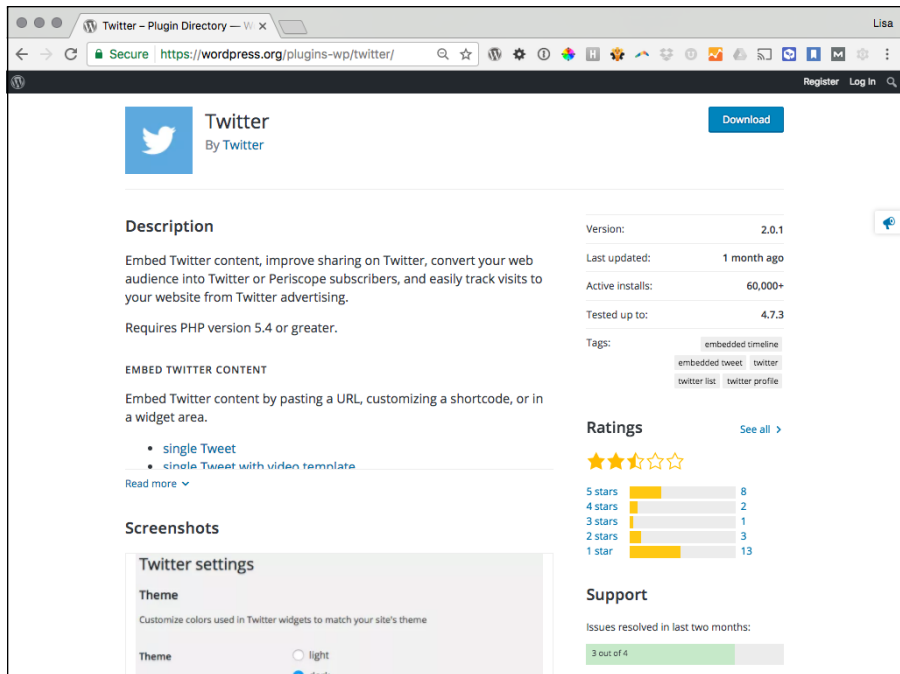 Twitter – Plugin Directory — W
Lisa
Secure https://wordpress.org/plugins-wp/twitter/
Register Log In
Twitter
By Twitter
Download
Description
Embed Twitter content, improve sharing on Twitter, convert your web
audience into Twitter or Periscope subscribers, and easily track visits to
your website from Twitter advertising.
Requires PHP version 5.4 or greater.
EMBED TWITTER CONTENT
Embed Twitter content by pasting a URL, customizing a shortcode, or in
a widget area.
single Tweet
single Tweet with video template
Read more
Screenshots
Twitter settings
Theme
Customize colors used in Twitter widgets to match your site's theme
Theme
light
dark
Version: 2.0.1
Last updated: 1 month ago
Active installs: 60,000+
Tested up to: 4.7.3
Tags: embedded timeline
embedded tweet twitter
twitter list twitter profile
Ratings See all
5 stars 8
4 stars 2
3 stars 1
2 stars 3
1 star 13
Support
Issues resolved in last two months:
3 out of 4